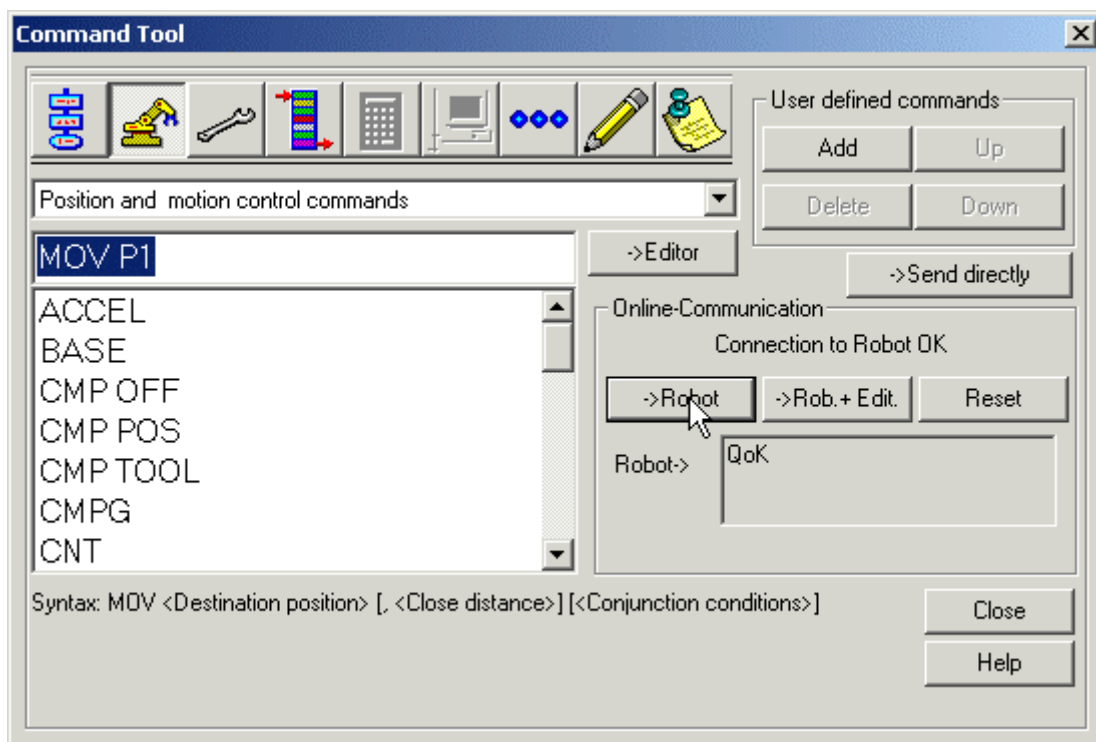 Command Tool
User defined commands
Add
Up
Delete
Down
Position and motion control commands
MOV P1
->Editor
->Send directly
ACCEL
BASE
CMP OFF
CMP POS
CMP TOOL
CMPG
CNT
Online-Communication
Connection to Robot OK
->Robot
->Rob.+ Edit.
Reset
Robot->
QoK
Syntax: MOV <Destination position> [, <Close distance>] [<Conjunction conditions>]
Close
Help